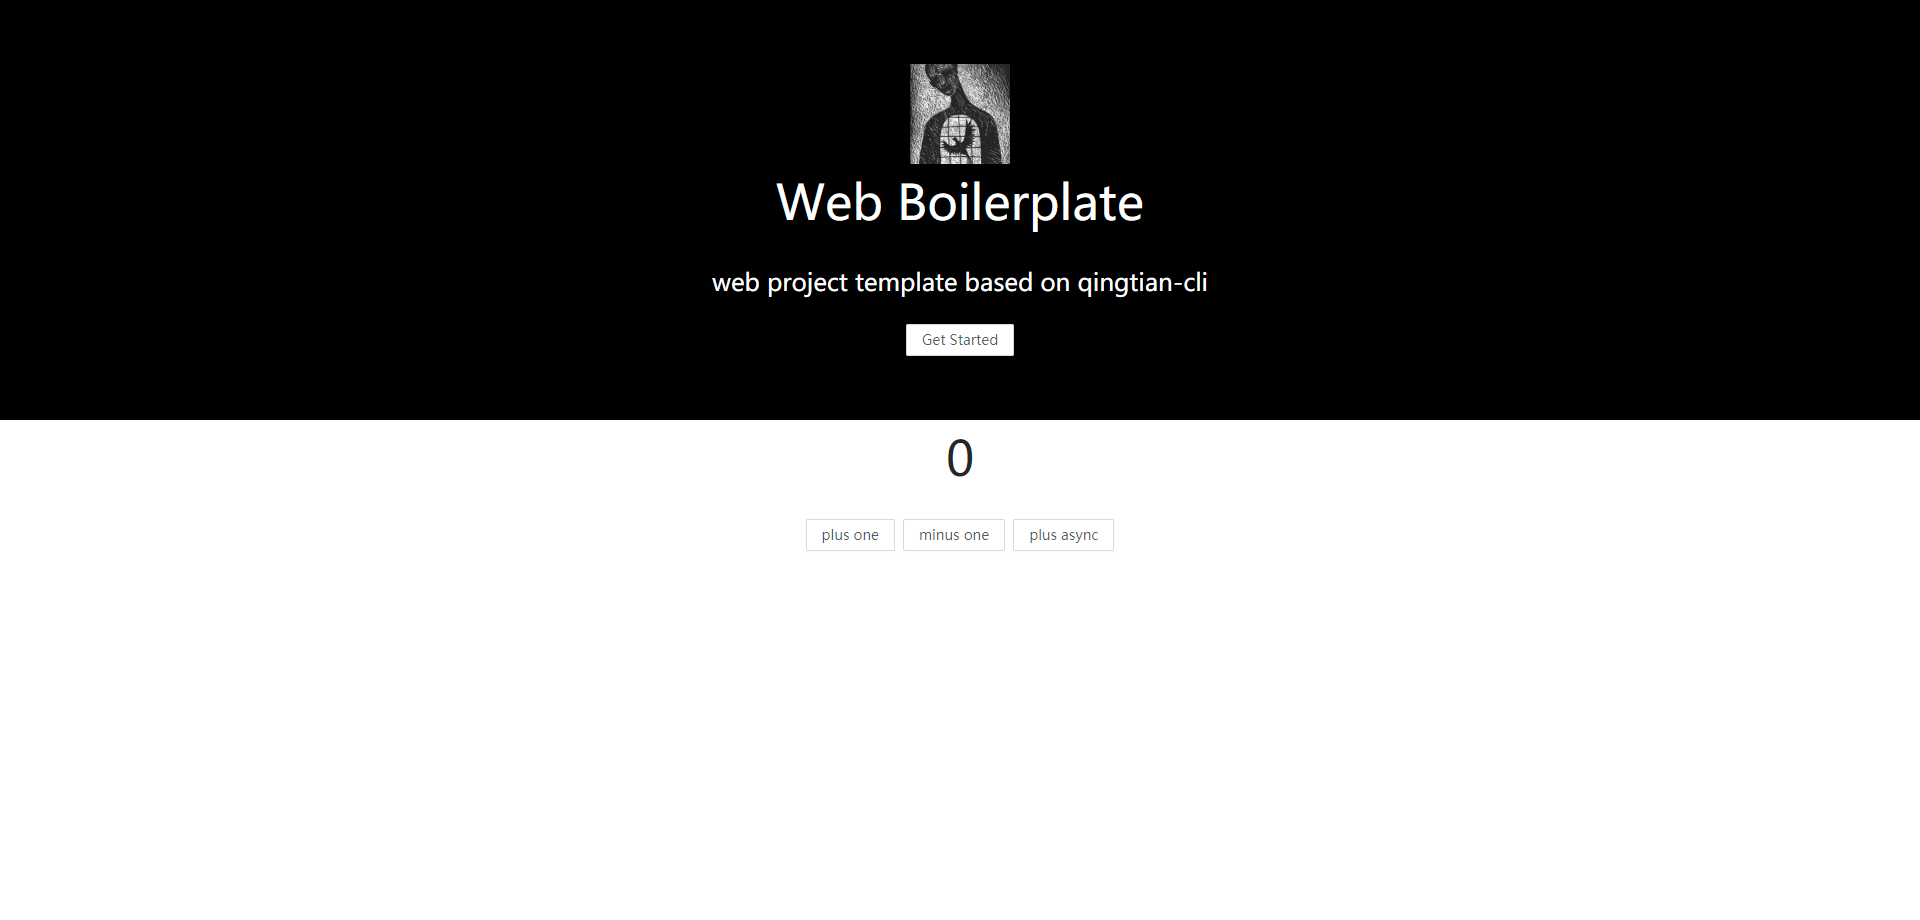 Web Boilerplate
web project template based on qingtian-cli
Get Started
0
plus one minus one plus async